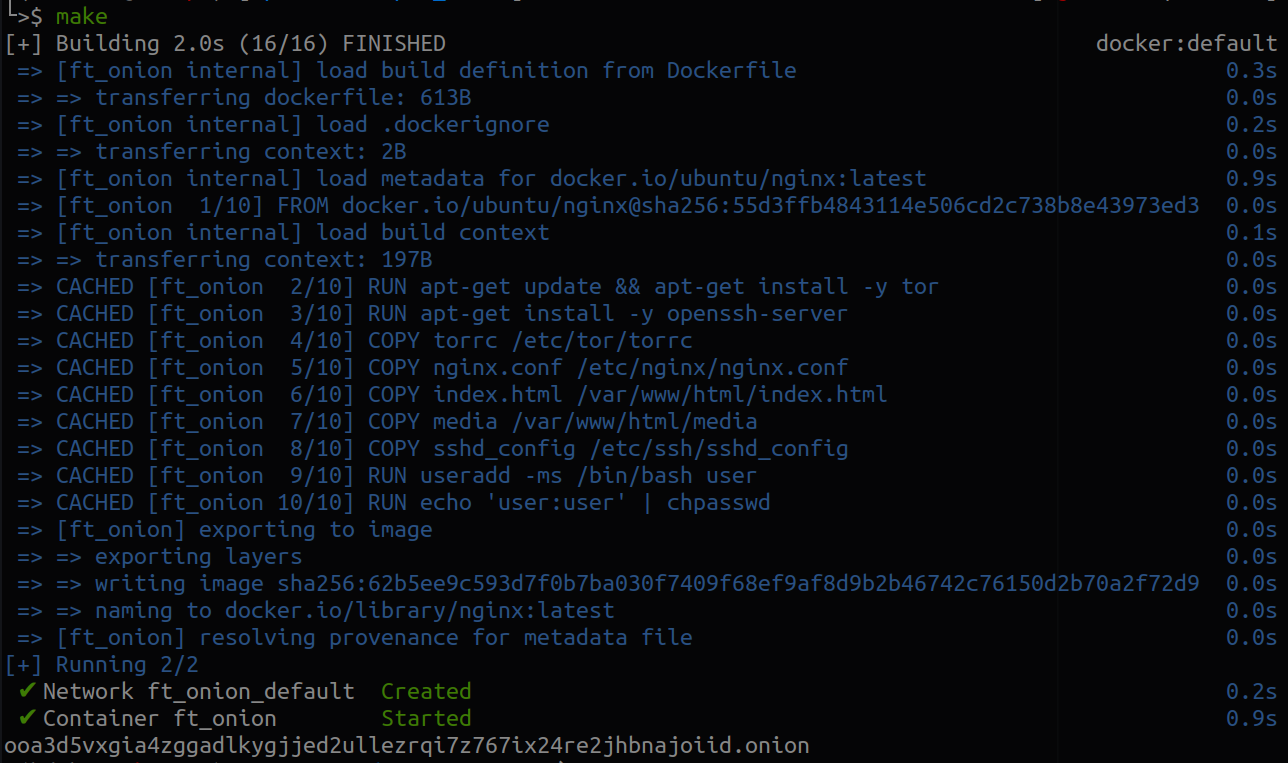 └>$ make
[+] Building 2.0s (16/16) FINISHED docker:default
=> [ft_onion internal] load build definition from Dockerfile 0.3s
=> => transferring dockerfile: 613B 0.0s
=> [ft_onion internal] load .dockerignore 0.2s
=> => transferring context: 2B 0.0s
=> [ft_onion internal] load metadata for docker.io/ubuntu/nginx:latest 0.9s
=> [ft_onion  1/10] FROM docker.io/ubuntu/nginx@sha256:55d3ffb4843114e506cd2c738b8e43973ed3 0.0s
=> [ft_onion internal] load build context 0.1s
=> => transferring context: 197B 0.0s
=> CACHED [ft_onion  2/10] RUN apt-get update && apt-get install -y tor 0.0s
=> CACHED [ft_onion  3/10] RUN apt-get install -y openssh-server 0.0s
=> CACHED [ft_onion  4/10] COPY torrc /etc/tor/torrc 0.0s
=> CACHED [ft_onion  5/10] COPY nginx.conf /etc/nginx/nginx.conf 0.0s
=> CACHED [ft_onion  6/10] COPY index.html /var/www/html/index.html 0.0s
=> CACHED [ft_onion  7/10] COPY media /var/www/html/media 0.0s
=> CACHED [ft_onion  8/10] COPY sshd_config /etc/ssh/sshd_config 0.0s
=> CACHED [ft_onion  9/10] RUN useradd -ms /bin/bash user 0.0s
=> CACHED [ft_onion 10/10] RUN echo 'user:user' | chpasswd 0.0s
=> [ft_onion] exporting to image 0.0s
=> => exporting layers 0.0s
=> => writing image sha256:62b5ee9c593d7f0b7ba030f7409f68ef9af8d9b2b46742c76150d2b70a2f72d9 0.0s
=> => naming to docker.io/library/nginx:latest 0.0s
=> [ft_onion] resolving provenance for metadata file 0.0s
[+] Running 2/2
✔ Network ft_onion_default  Created 0.2s
✔ Container ft_onion        Started 0.9s
ooa3d5vxgia4zggadlkygjjed2ullezrqi7z767ix24re2jhbnajoiid.onion